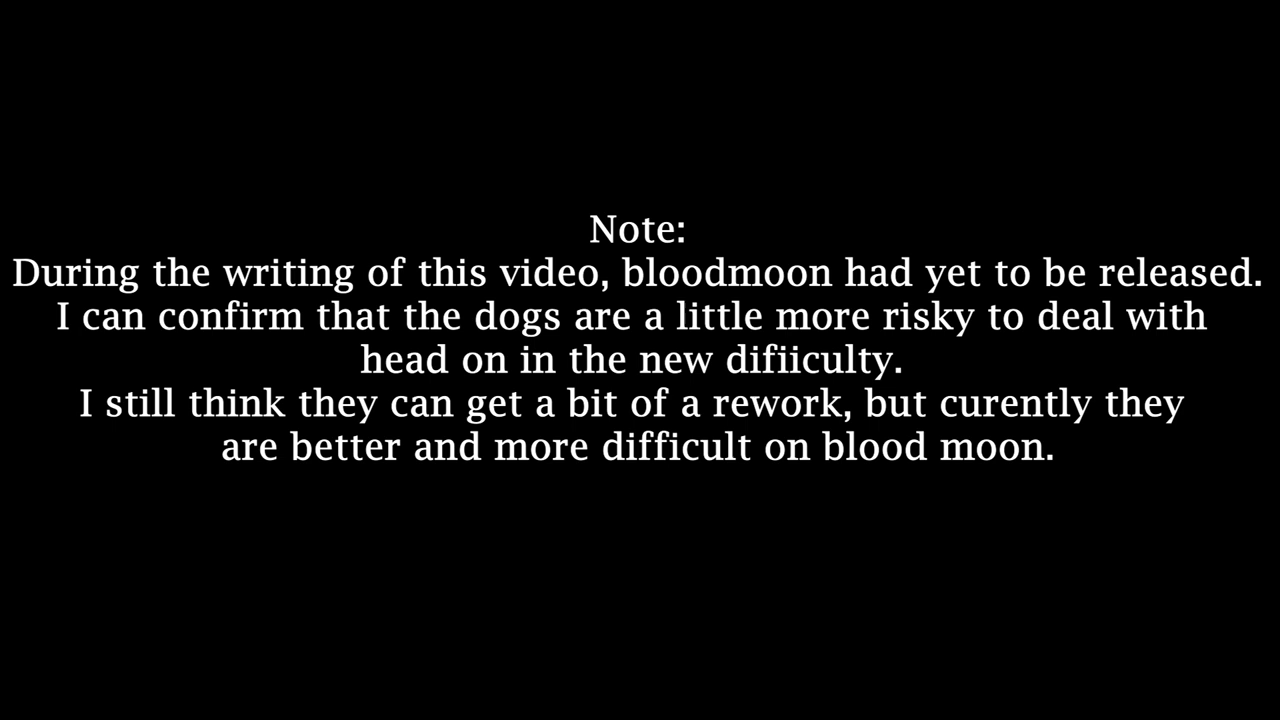 Note:
During the writing of this video, bloodmoon had yet to be released.
I can confirm that the dogs are a little more risky to deal with
head on in the new difiiculty.
I still think they can get a bit of a rework, but curently they
are better and more difficult on blood moon.